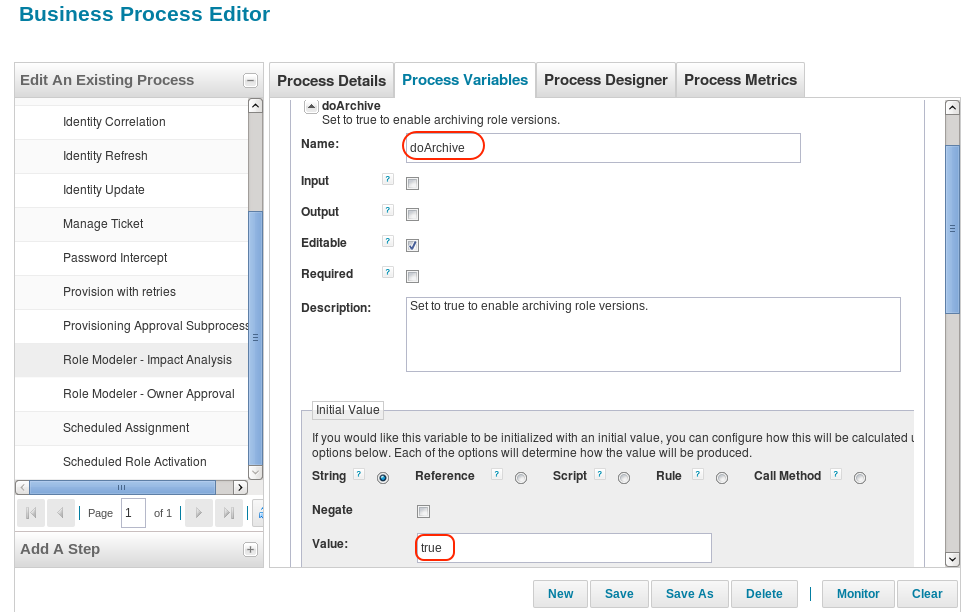 Business Process Editor
Edit An Existing Process
Identity Correlation
Identity Refresh
Identity Update
Manage Ticket
Password Intercept
Provision with retries
Provisioning Approval Subprocess
Role Modeler - Impact Analysis
Role Modeler - Owner Approval
Scheduled Assignment
Scheduled Role Activation
Page 1 of 1
Add A Step
Process Details Process Variables Process Designer Process Metrics
doArchive
Set to true to enable archiving role versions.
Name: doArchive
Input ?
Output ?
Editable ?
Required ?
Description: Set to true to enable archiving role versions.
Initial Value
If you would like this variable to be initialized with an initial value, you can configure how this will be calculated
options below. Each of the options will determine how the value will be produced.
String ? Reference ? Script ? Rule ? Call Method ?
Negate
Value: true
New Save Save As Delete | Monitor Clear